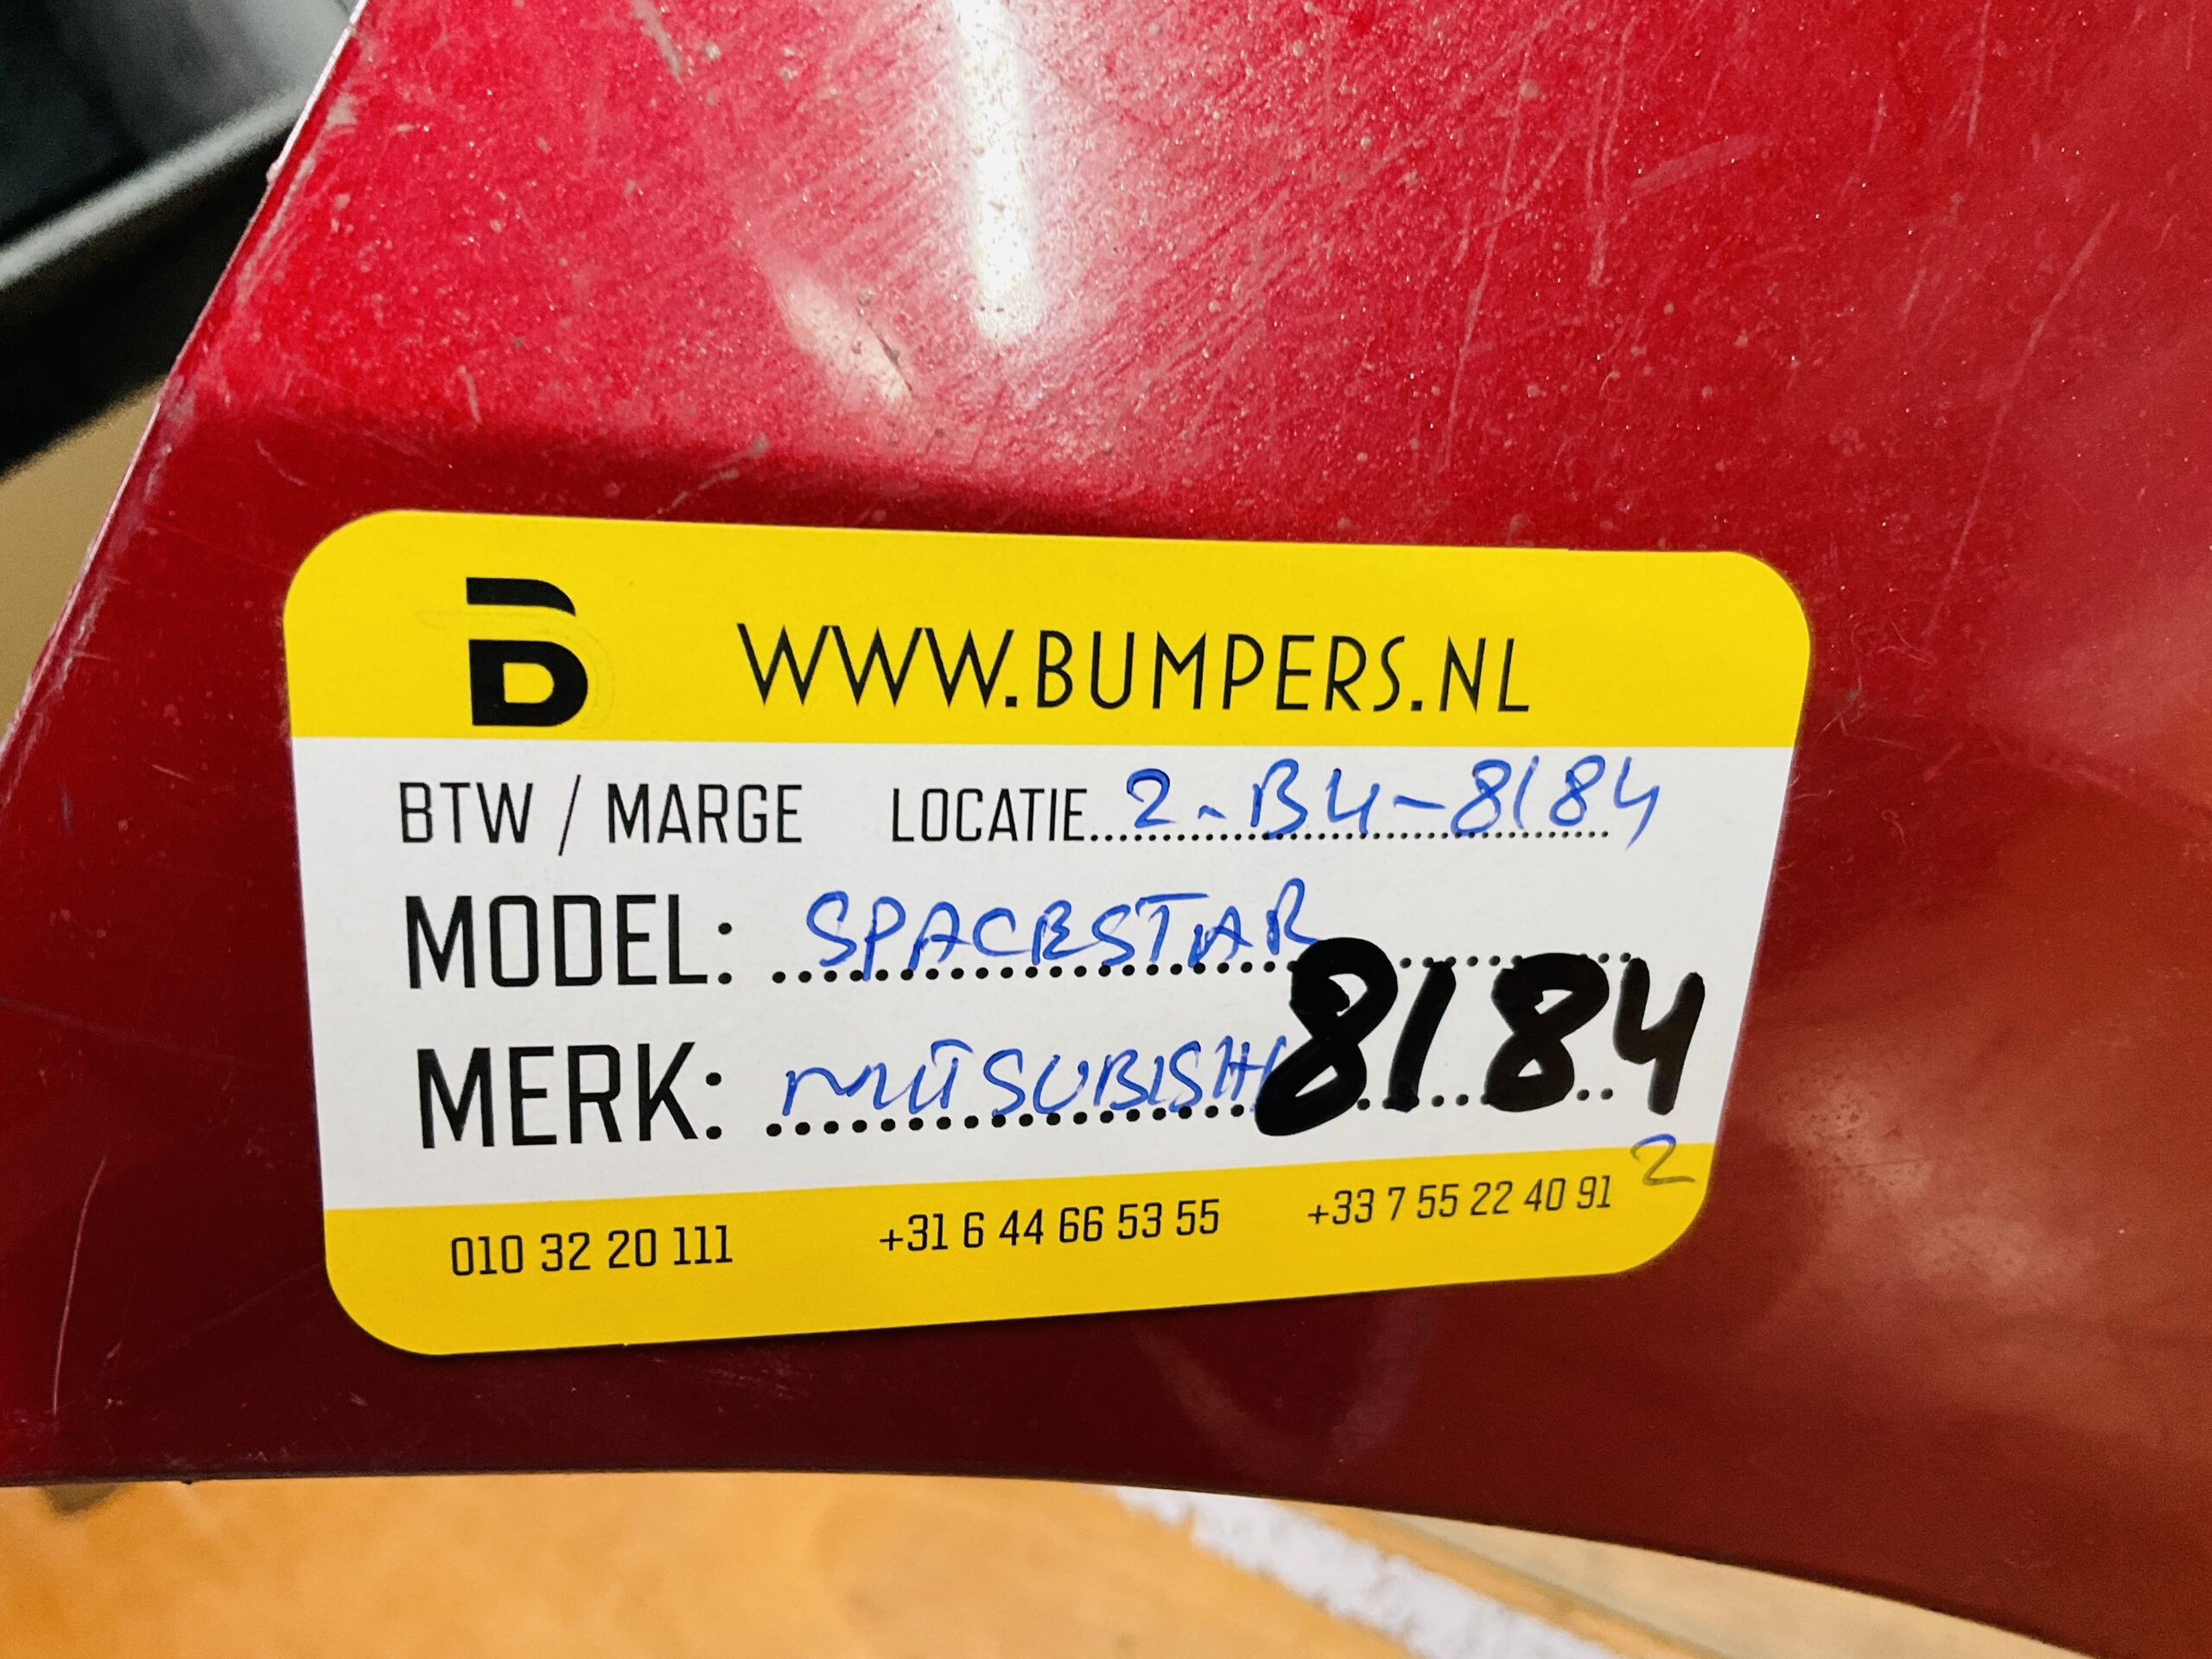 B WWW.BUMPERS.NL
BTW / MARGE LOCATIE 2-B4-8184
MODEL: SPACESTAR
MERK: MITSUBISHI 8184
2
010 32 20 111 +31 6 44 66 53 55 +33 7 55 22 40 91